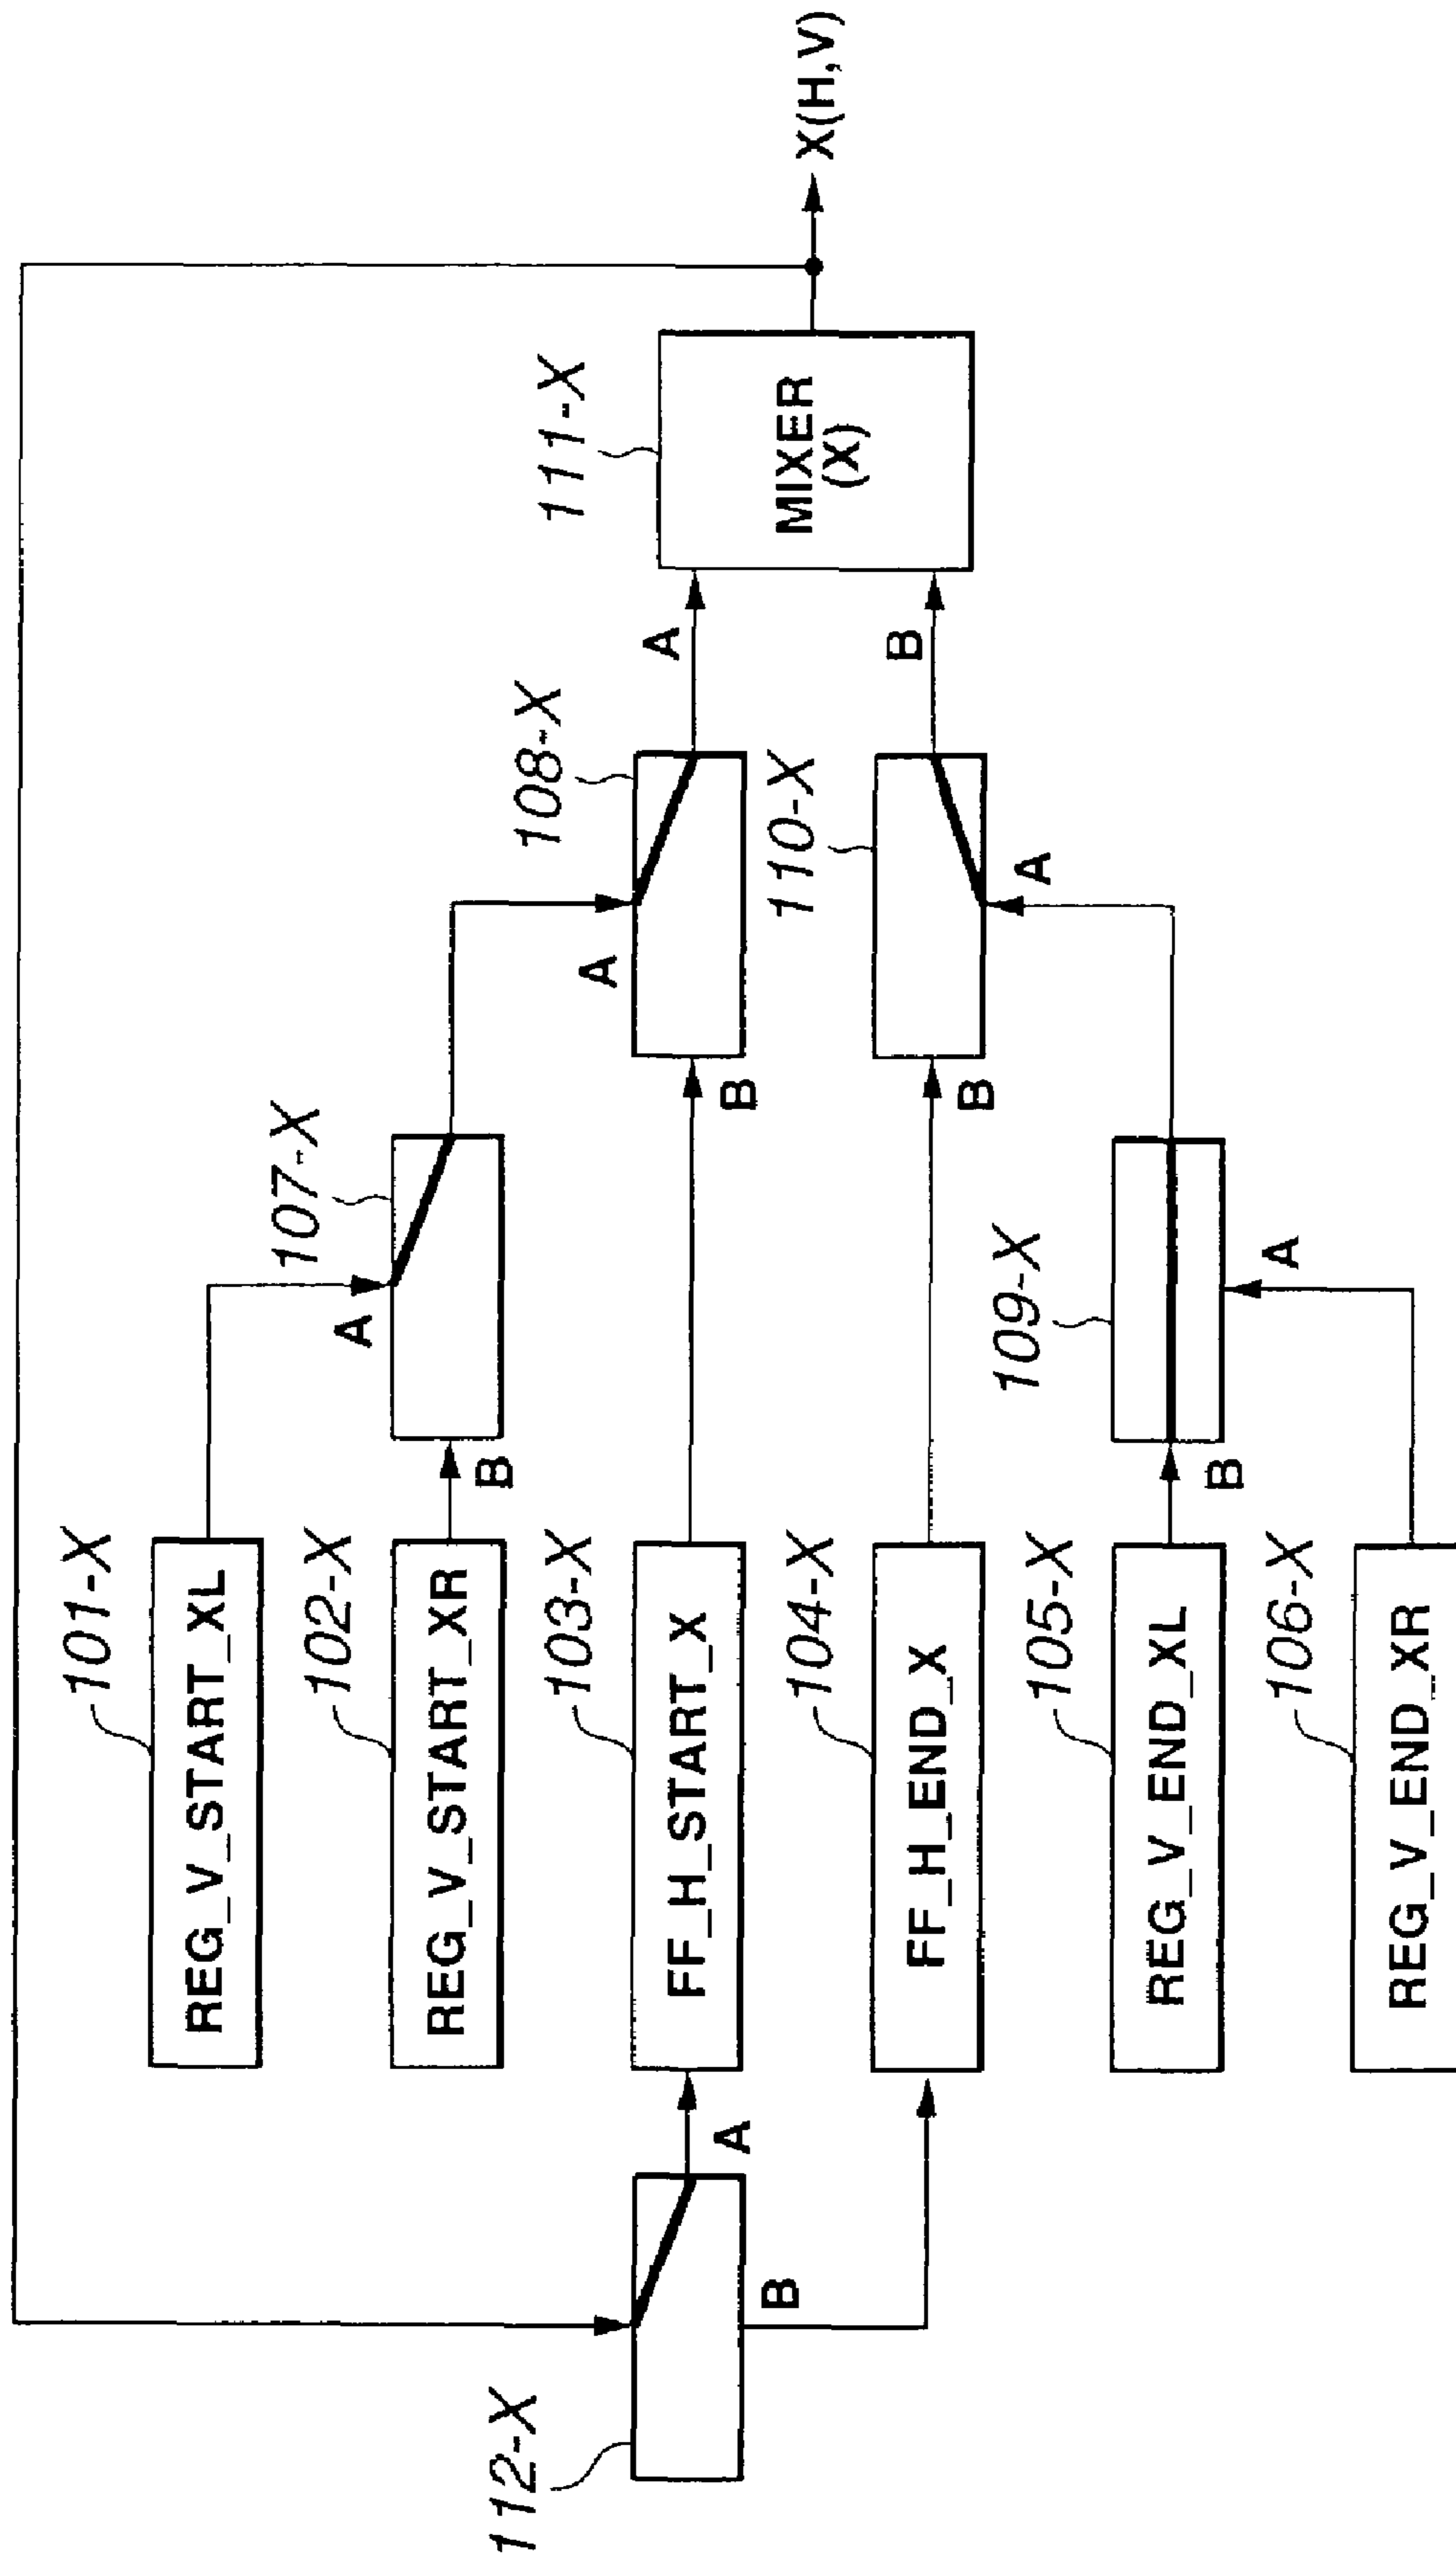 101-X
REG_V_START_XL
A
107-X
102-X
REG_V_START_XR
B
A
108-X
A
111-X
MIXER
(X)
X(H,V)
112-X
A
103-X
FF_H_START_X
B
B
104-X
FF_H_END_X
B
110-X
B
A
105-X
REG_V_END_XL
B
109-X
106-X
REG_V_END_XR
A